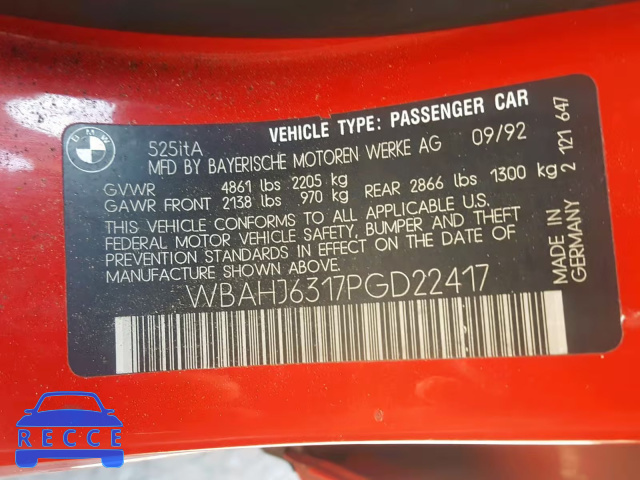 BMW
525itA
VEHICLE TYPE: PASSENGER CAR
MFD BY BAYERISCHE MOTOREN WERKE AG 09/92
GVWR 4861 lbs 2205 kg
GAWR FRONT 2138 lbs 970 kg REAR 2866 lbs 1300 kg
THIS VEHICLE CONFORMS TO ALL APPLICABLE U.S.
FEDERAL MOTOR VEHICLE SAFETY, BUMPER AND THEFT
PREVENTION STANDARDS IN EFFECT ON THE DATE OF
MANUFACTURE SHOWN ABOVE.
WBAHJ6317PGD22417
2 121 647
MADE IN
GERMANY
RECCE